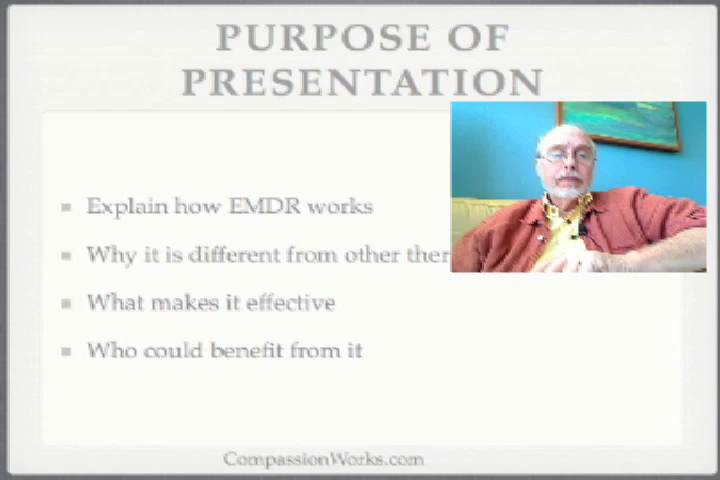 PURPOSE OF
PRESENTATION
Explain how EMDR works
Why it is different from other ther
What makes it effective
Who could benefit from it
CompassionWorks.com